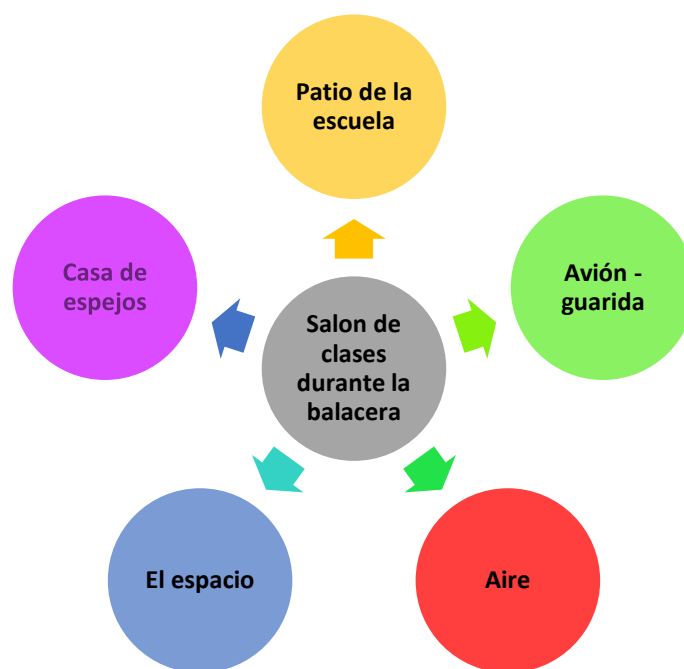 Patio de la
escuela
Casa de
espejos
Avión -
guarida
Salon de
clases
durante la
balacera
El espacio
Aire